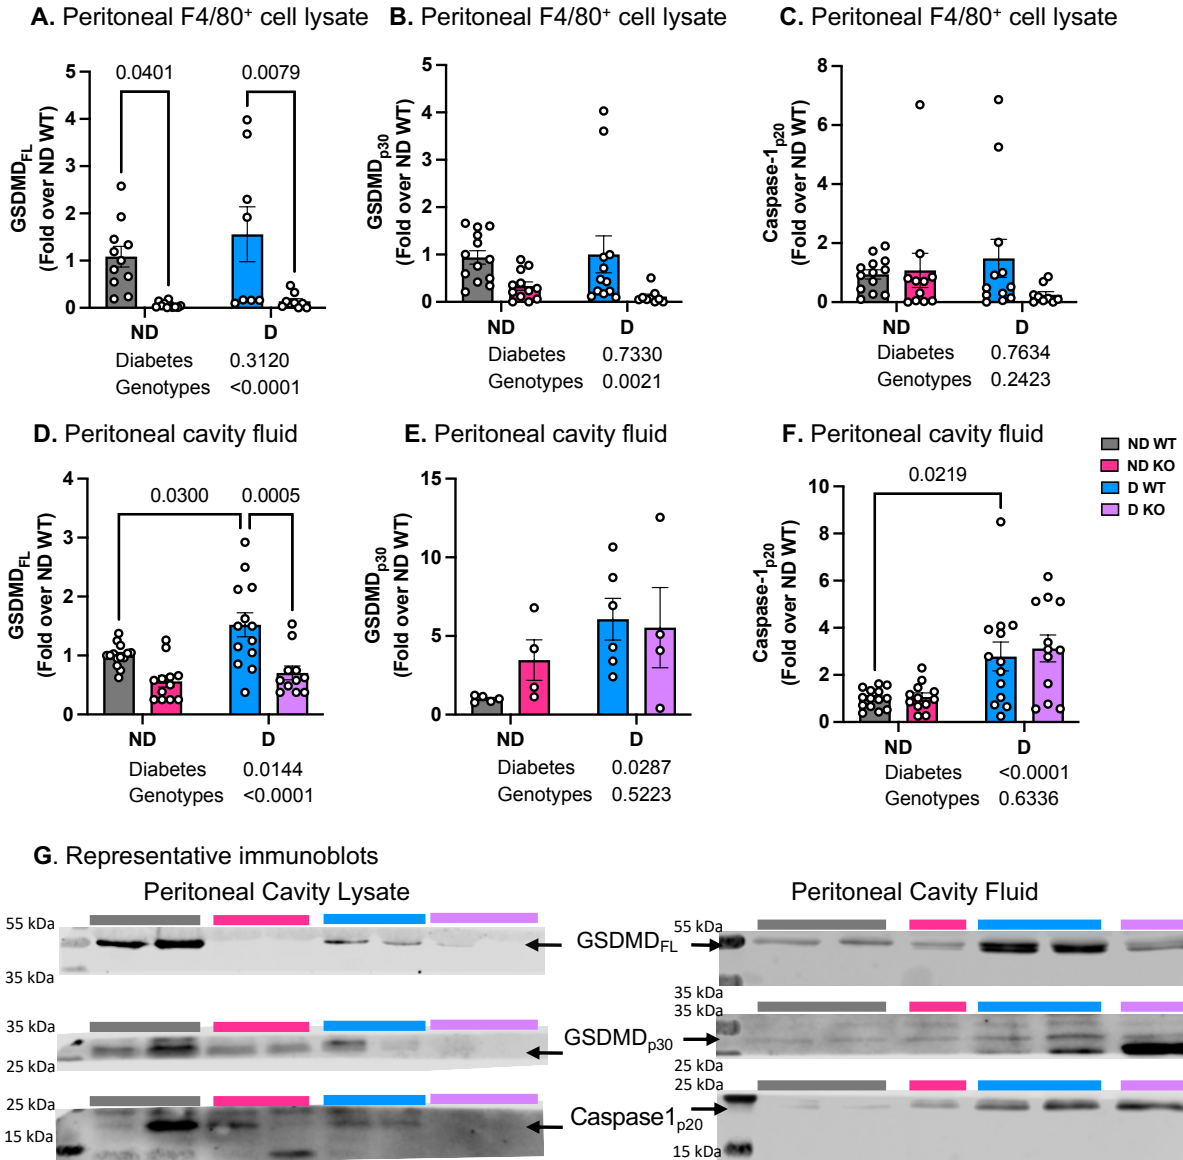 A. Peritoneal F4/80+ cell lysate
B. Peritoneal F4/80+ cell lysate
C. Peritoneal F4/80+ cell lysate
GSDMDFL
(Fold over ND WT)
5
4
3
2
1
0
0.0401
0.0079
ND
D
Diabetes 0.3120
Genotypes <0.0001
GSDMDp30
(Fold over ND WT)
5
4
3
2
1
0
ND
D
Diabetes 0.7330
Genotypes 0.0021
Caspase-1p20
(Fold over ND WT)
8
6
4
2
0
ND
D
Diabetes 0.7634
Genotypes 0.2423
D. Peritoneal cavity fluid
E. Peritoneal cavity fluid
F. Peritoneal cavity fluid
GSDMDFL
(Fold over ND WT)
4
3
2
1
0
0.0300
0.0005
ND
D
Diabetes 0.0144
Genotypes <0.0001
GSDMDp30
(Fold over ND WT)
15
10
5
0
ND
D
Diabetes 0.0287
Genotypes 0.5223
Caspase-1p20
(Fold over ND WT)
10
8
6
4
2
0
0.0219
ND
D
Diabetes <0.0001
Genotypes 0.6336
ND WT
ND KO
D WT
D KO
G. Representative immunoblots
Peritoneal Cavity Lysate
Peritoneal Cavity Fluid
55 kDa
35 kDa
GSDMDFL
55 kDa
35 kDa
35 kDa
25 kDa
GSDMDp30
35 kDa
25 kDa
25 kDa
15 kDa
Caspase1p20
25 kDa
15 kDa